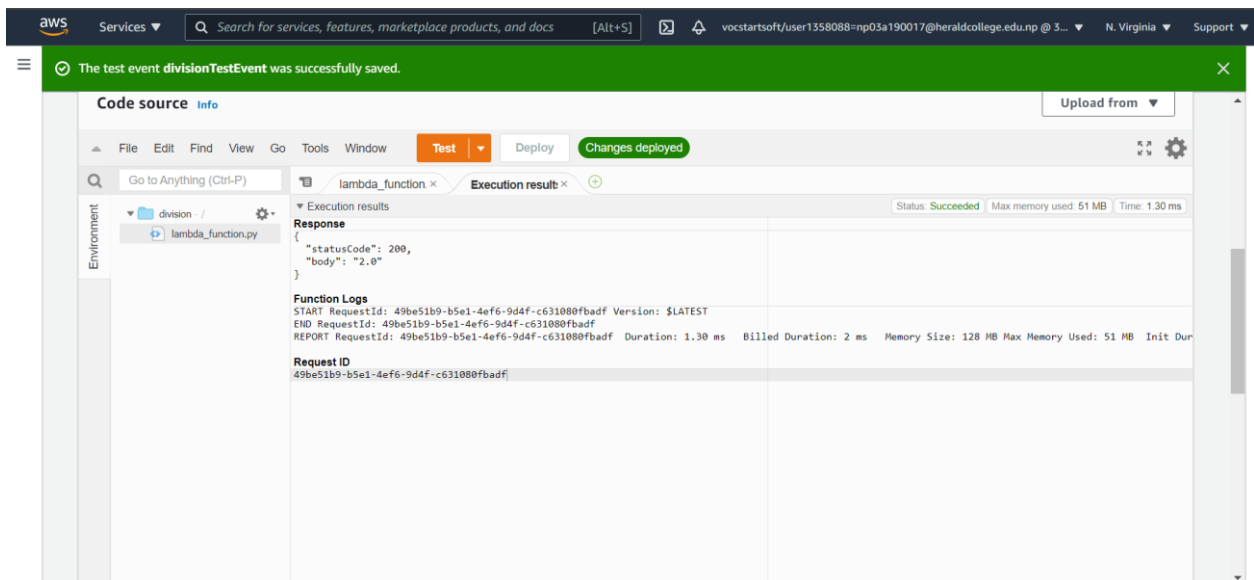 aws Services ▼ Search for services, features, marketplace products, and docs [Alt+S] vocstartsoft/user1358088=np03a190017@heraldcollege.edu.np @ 3... ▼ N. Virginia ▼ Support ▼
The test event divisionTestEvent was successfully saved.
Code source Info Upload from ▼
File Edit Find View Go Tools Window Test Deploy Changes deployed
Go to Anything (Ctrl-P) lambda_function × Execution results ×
Environment
division - /
lambda_function.py
▼ Execution results Status: Succeeded Max memory used: 51 MB Time: 1.30 ms
Response
{
"statusCode": 200,
"body": "2.0"
}
Function Logs
START RequestId: 49be51b9-b5e1-4ef6-9d4f-c631080fbadf Version: $LATEST
END RequestId: 49be51b9-b5e1-4ef6-9d4f-c631080fbadf
REPORT RequestId: 49be51b9-b5e1-4ef6-9d4f-c631080fbadf Duration: 1.30 ms Billed Duration: 2 ms Memory Size: 128 MB Max Memory Used: 51 MB Init Dur
Request ID
49be51b9-b5e1-4ef6-9d4f-c631080fbadf